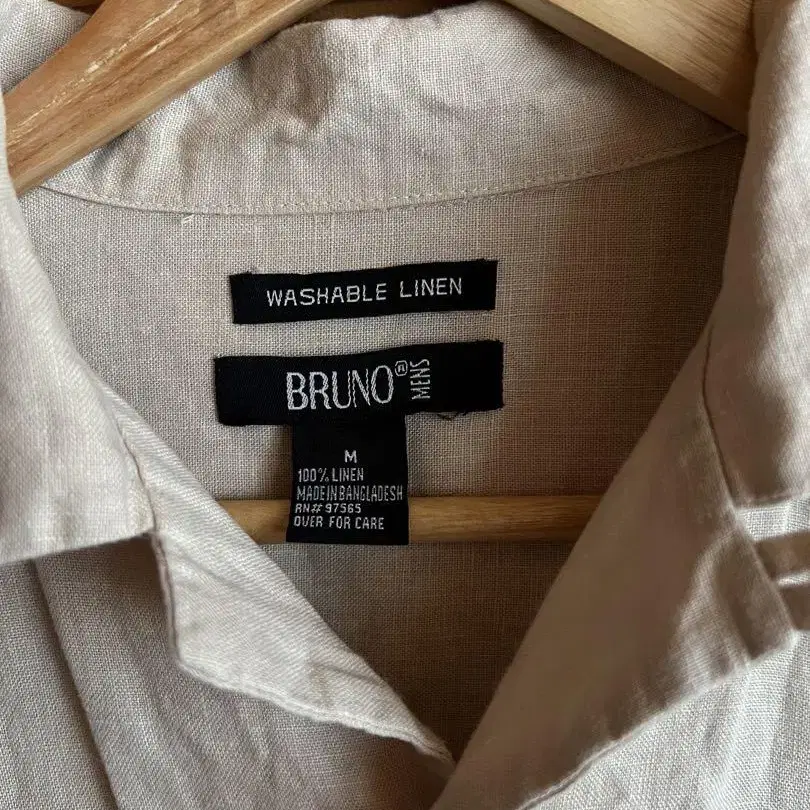 WASHABLE LINEN
BRUNO® MENS
M
100% LINEN
MADE IN BANGLADESH
RN# 97565
OVER FOR CARE